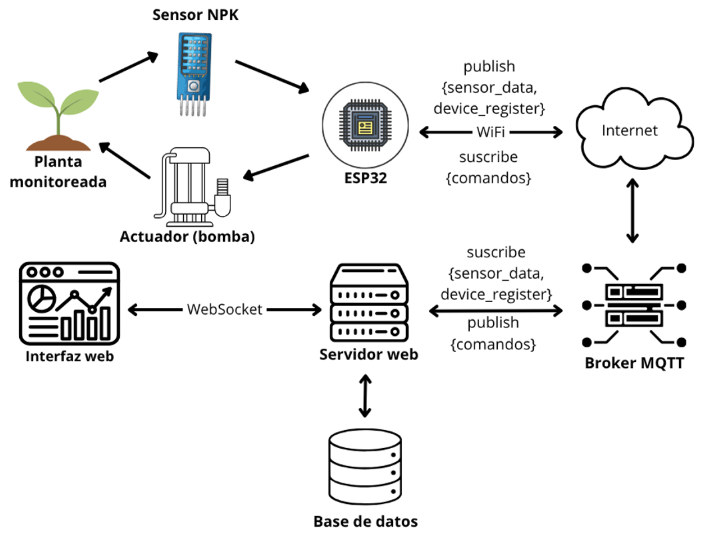 Sensor NPK
publish
{sensor_data,
device_register}
WiFi
suscribe
{comandos}
Internet
Planta
monitoreada
ESP32
Actuador (bomba)
suscribe
{sensor_data,
device_register}
publish
{comandos}
WebSocket
Interfaz web
Servidor web
Broker MQTT
Base de datos